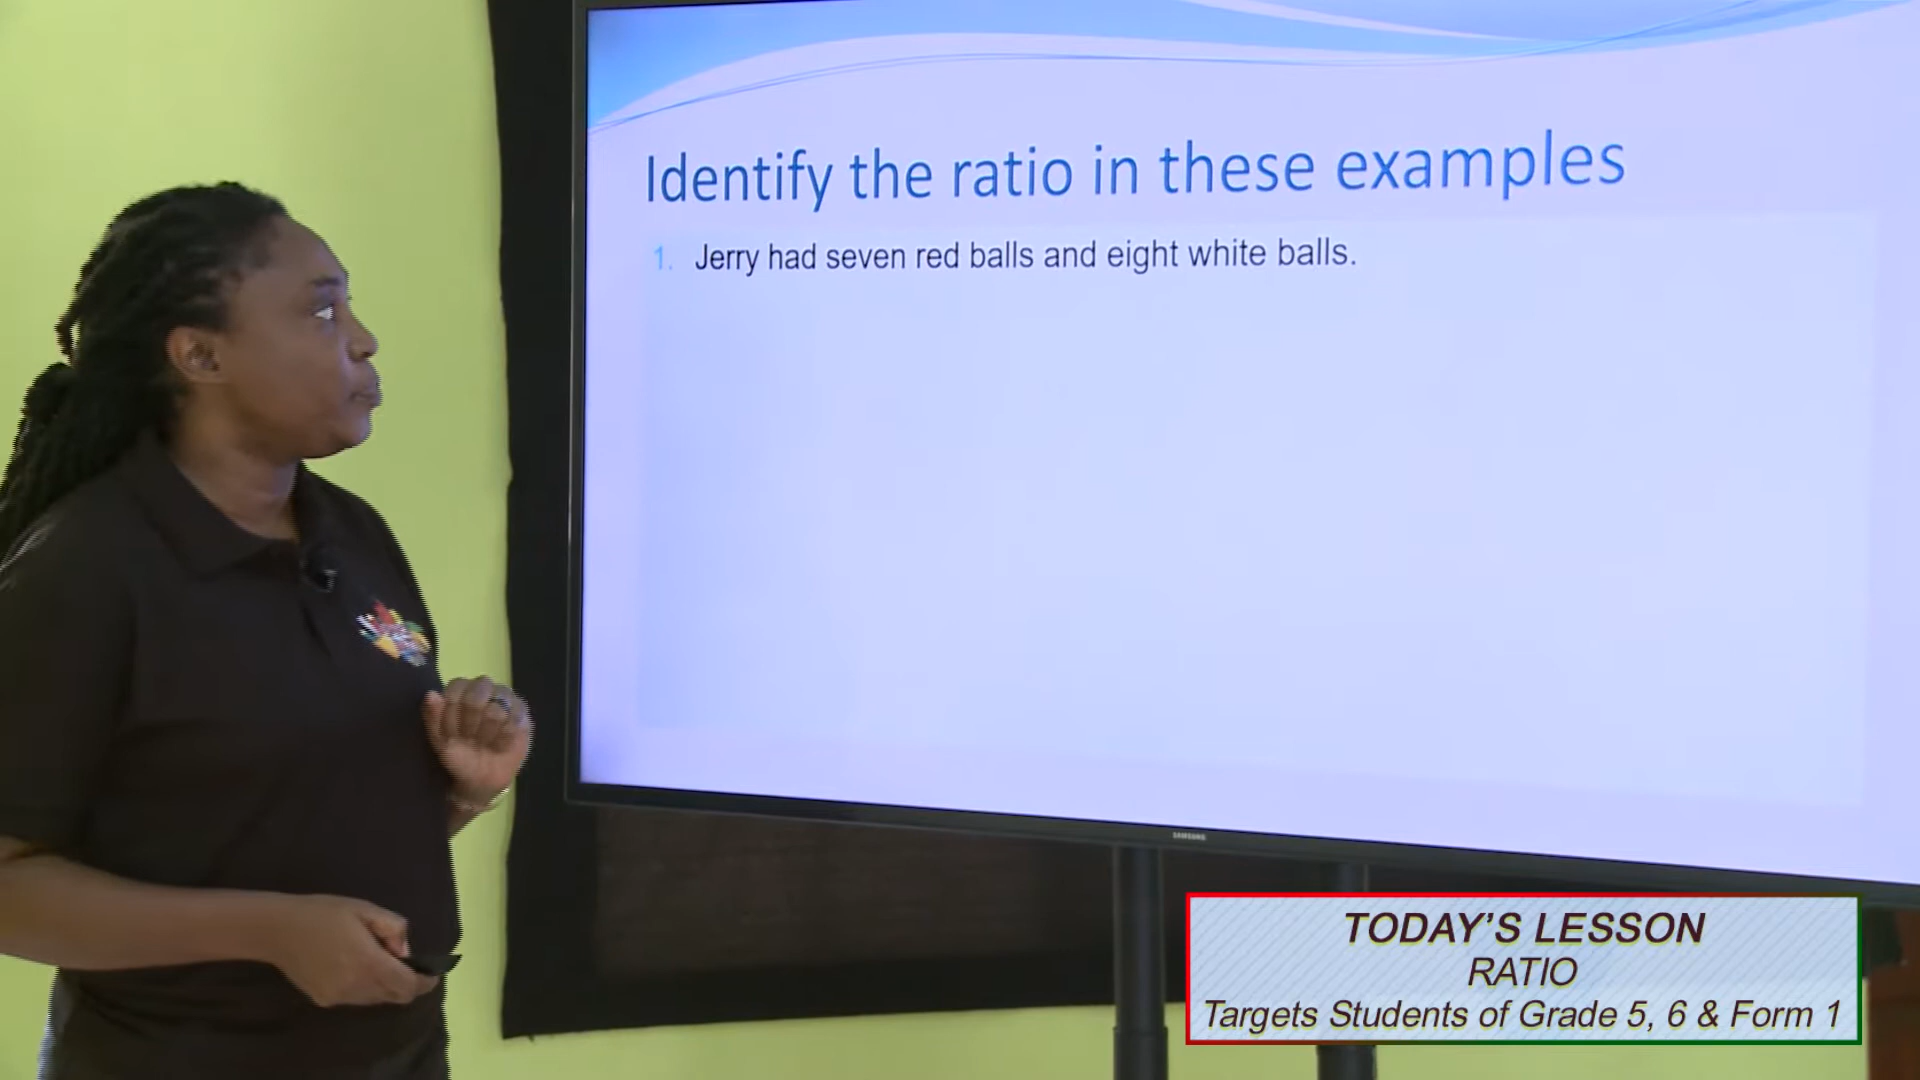 Identify the ratio in these examples
1. Jerry had seven red balls and eight white balls.
SAMSUNG
TODAY'S LESSON
RATIO
Targets Students of Grade 5, 6 & Form 1